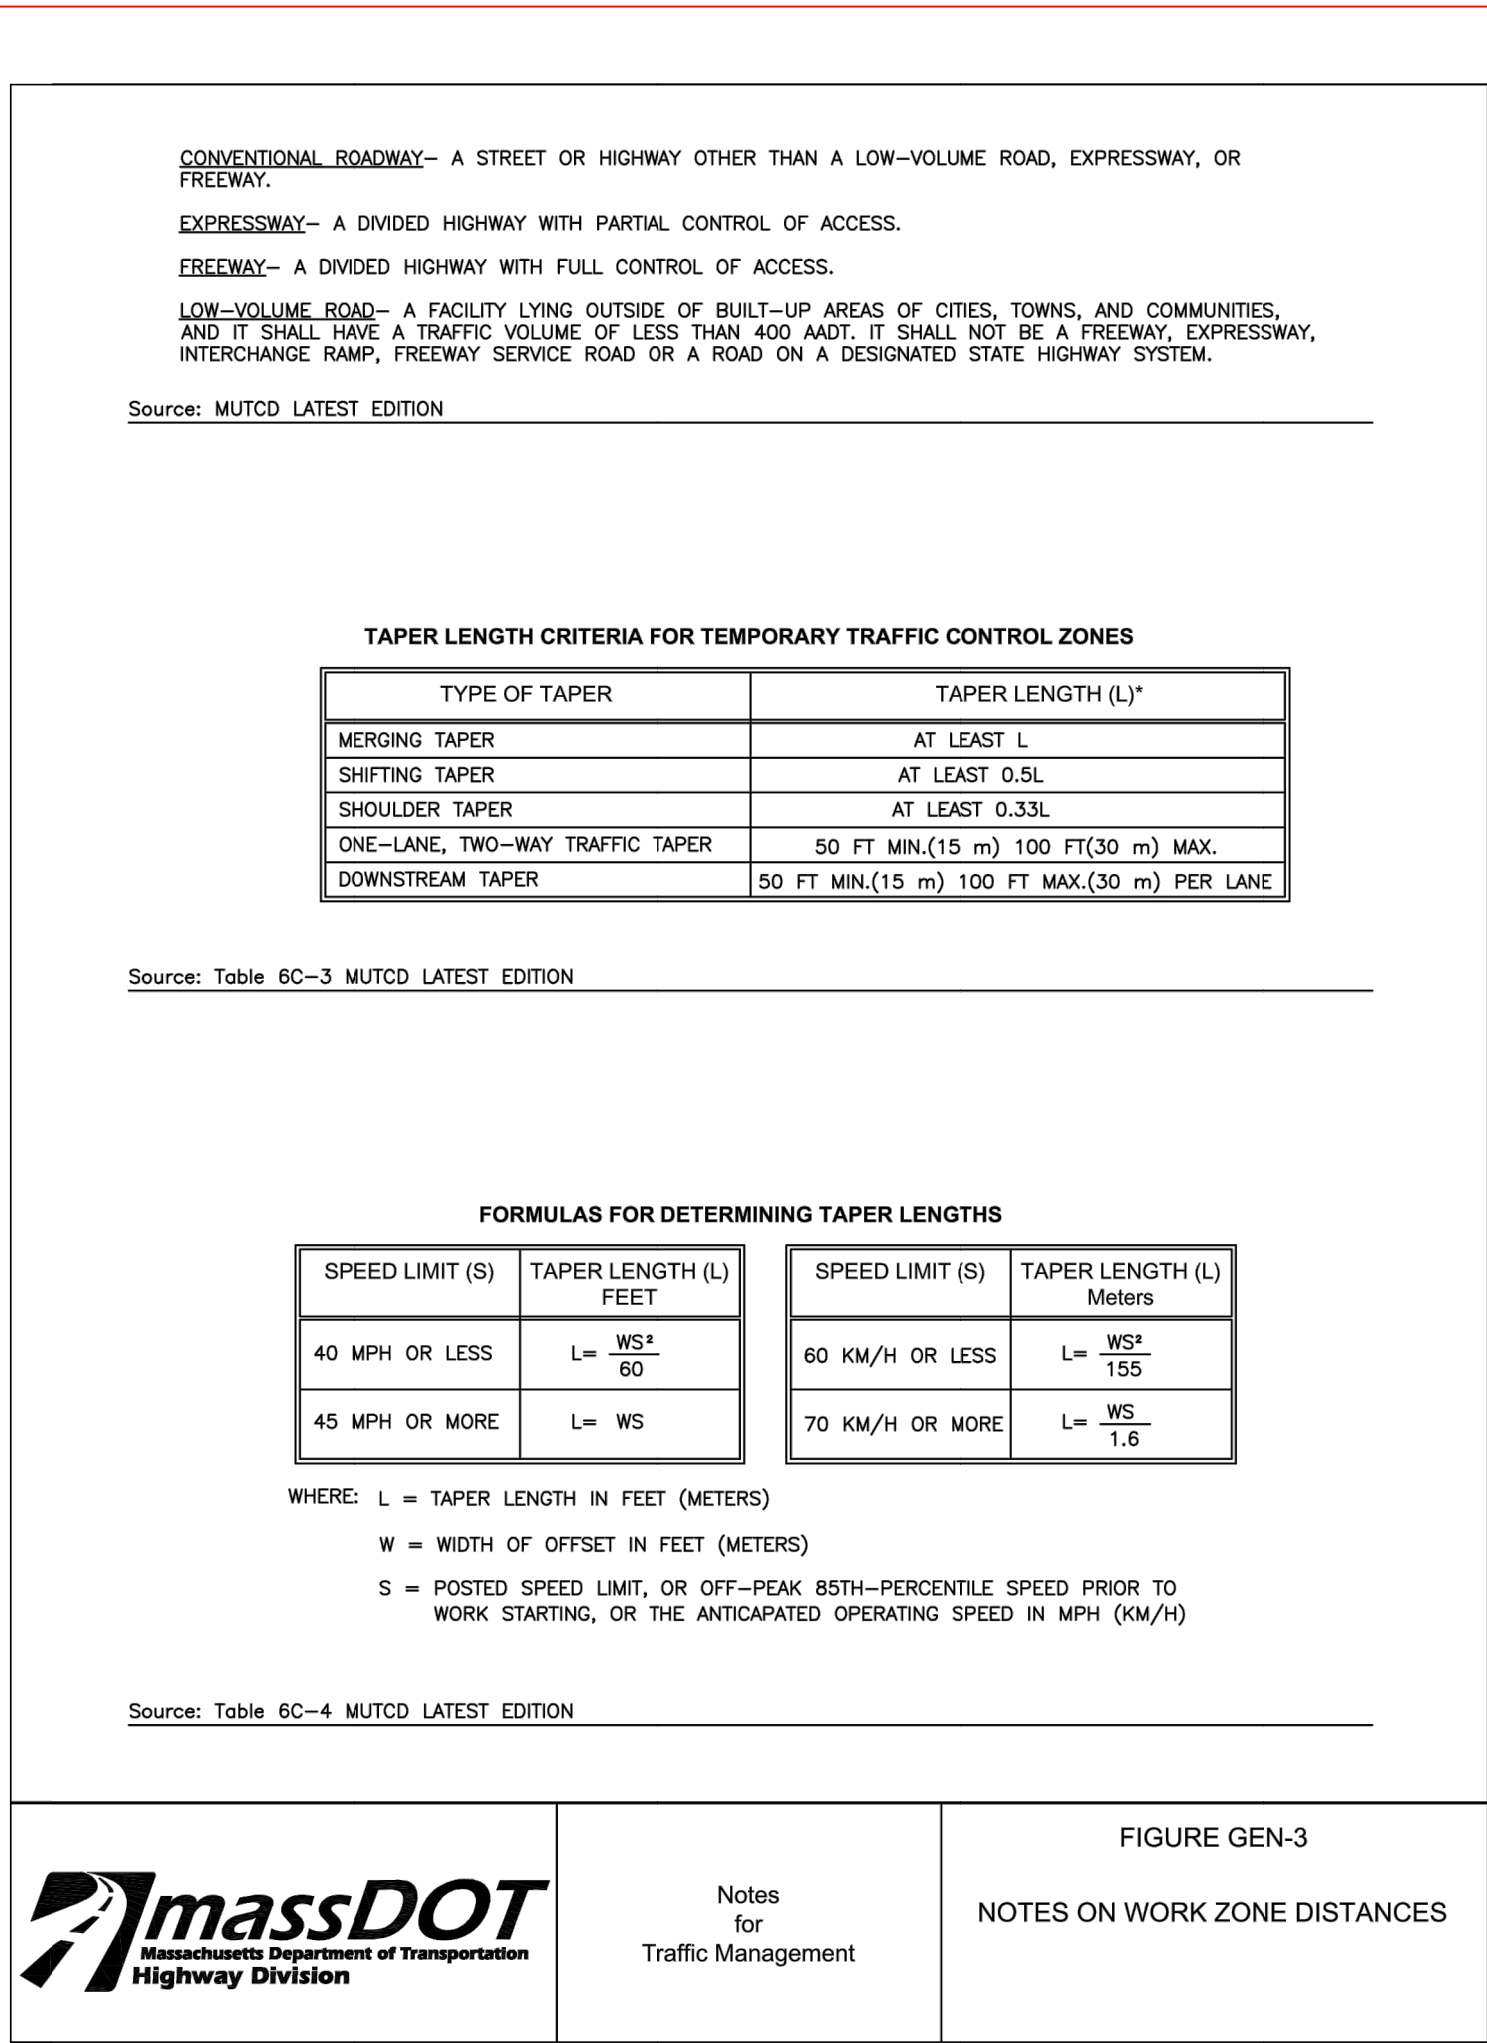 CONVENTIONAL ROADWAY– A STREET OR HIGHWAY OTHER THAN A LOW–VOLUME ROAD, EXPRESSWAY, OR
FREEWAY.
EXPRESSWAY– A DIVIDED HIGHWAY WITH PARTIAL CONTROL OF ACCESS.
FREEWAY– A DIVIDED HIGHWAY WITH FULL CONTROL OF ACCESS.
LOW–VOLUME ROAD– A FACILITY LYING OUTSIDE OF BUILT–UP AREAS OF CITIES, TOWNS, AND COMMUNITIES,
AND IT SHALL HAVE A TRAFFIC VOLUME OF LESS THAN 400 AADT. IT SHALL NOT BE A FREEWAY, EXPRESSWAY,
INTERCHANGE RAMP, FREEWAY SERVICE ROAD OR A ROAD ON A DESIGNATED STATE HIGHWAY SYSTEM.
Source: MUTCD LATEST EDITION
TAPER LENGTH CRITERIA FOR TEMPORARY TRAFFIC CONTROL ZONES
TYPE OF TAPER TAPER LENGTH (L)*
MERGING TAPER AT LEAST L
SHIFTING TAPER AT LEAST 0.5L
SHOULDER TAPER AT LEAST 0.33L
ONE–LANE, TWO–WAY TRAFFIC TAPER 50 FT MIN.(15 m) 100 FT(30 m) MAX.
DOWNSTREAM TAPER 50 FT MIN.(15 m) 100 FT MAX.(30 m) PER LANE
Source: Table 6C–3 MUTCD LATEST EDITION
FORMULAS FOR DETERMINING TAPER LENGTHS
SPEED LIMIT (S) TAPER LENGTH (L)
FEET
40 MPH OR LESS L= WS²
60
45 MPH OR MORE L= WS
SPEED LIMIT (S) TAPER LENGTH (L)
Meters
60 KM/H OR LESS L= WS²
155
70 KM/H OR MORE L= WS
1.6
WHERE: L = TAPER LENGTH IN FEET (METERS)
W = WIDTH OF OFFSET IN FEET (METERS)
S = POSTED SPEED LIMIT, OR OFF–PEAK 85TH–PERCENTILE SPEED PRIOR TO
WORK STARTING, OR THE ANTICAPATED OPERATING SPEED IN MPH (KM/H)
Source: Table 6C–4 MUTCD LATEST EDITION
massDOT
Massachusetts Department of Transportation
Highway Division
Notes
for
Traffic Management
FIGURE GEN-3
NOTES ON WORK ZONE DISTANCES